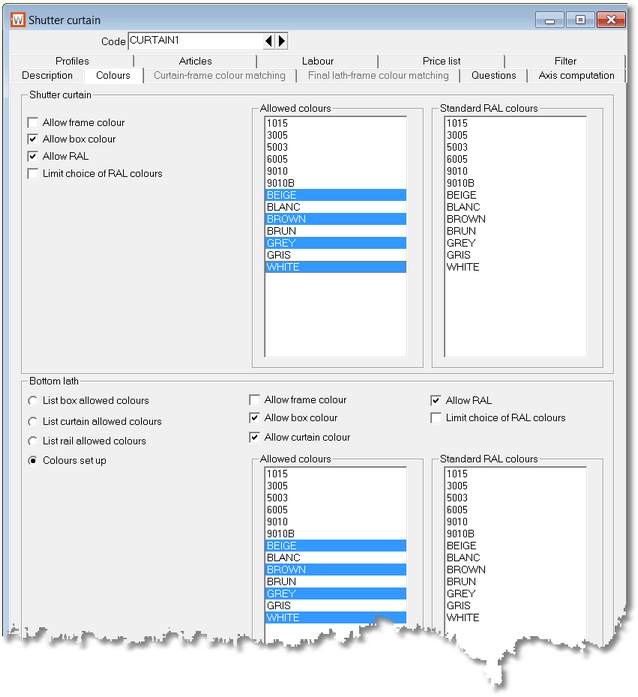 W Shutter curtain
Code CURTAIN1
Profiles Articles Labour Price list Filter
Description Colours Curtain-frame colour matching Final lath-frame colour matching Questions Axis computation
Shutter curtain
Allow frame colour
Allow box colour
Allow RAL
Limit choice of RAL colours
Allowed colours
1015
3005
5003
6005
9010
9010B
BEIGE
BLANC
BROWN
BRUN
GREY
GRIS
WHITE
Standard RAL colours
1015
3005
5003
6005
9010
9010B
BEIGE
BLANC
BROWN
BRUN
GREY
GRIS
WHITE
Bottom lath
List box allowed colours
List curtain allowed colours
List rail allowed colours
Colours set up
Allow frame colour
Allow box colour
Allow curtain colour
Allow RAL
Limit choice of RAL colours
Allowed colours
1015
3005
5003
6005
9010
9010B
BEIGE
BLANC
BROWN
BRUN
GREY
GRIS
WHITE
Standard RAL colours
1015
3005
5003
6005
9010
9010B
BEIGE
BLANC
BROWN
BRUN
GREY
GRIS
WHITE